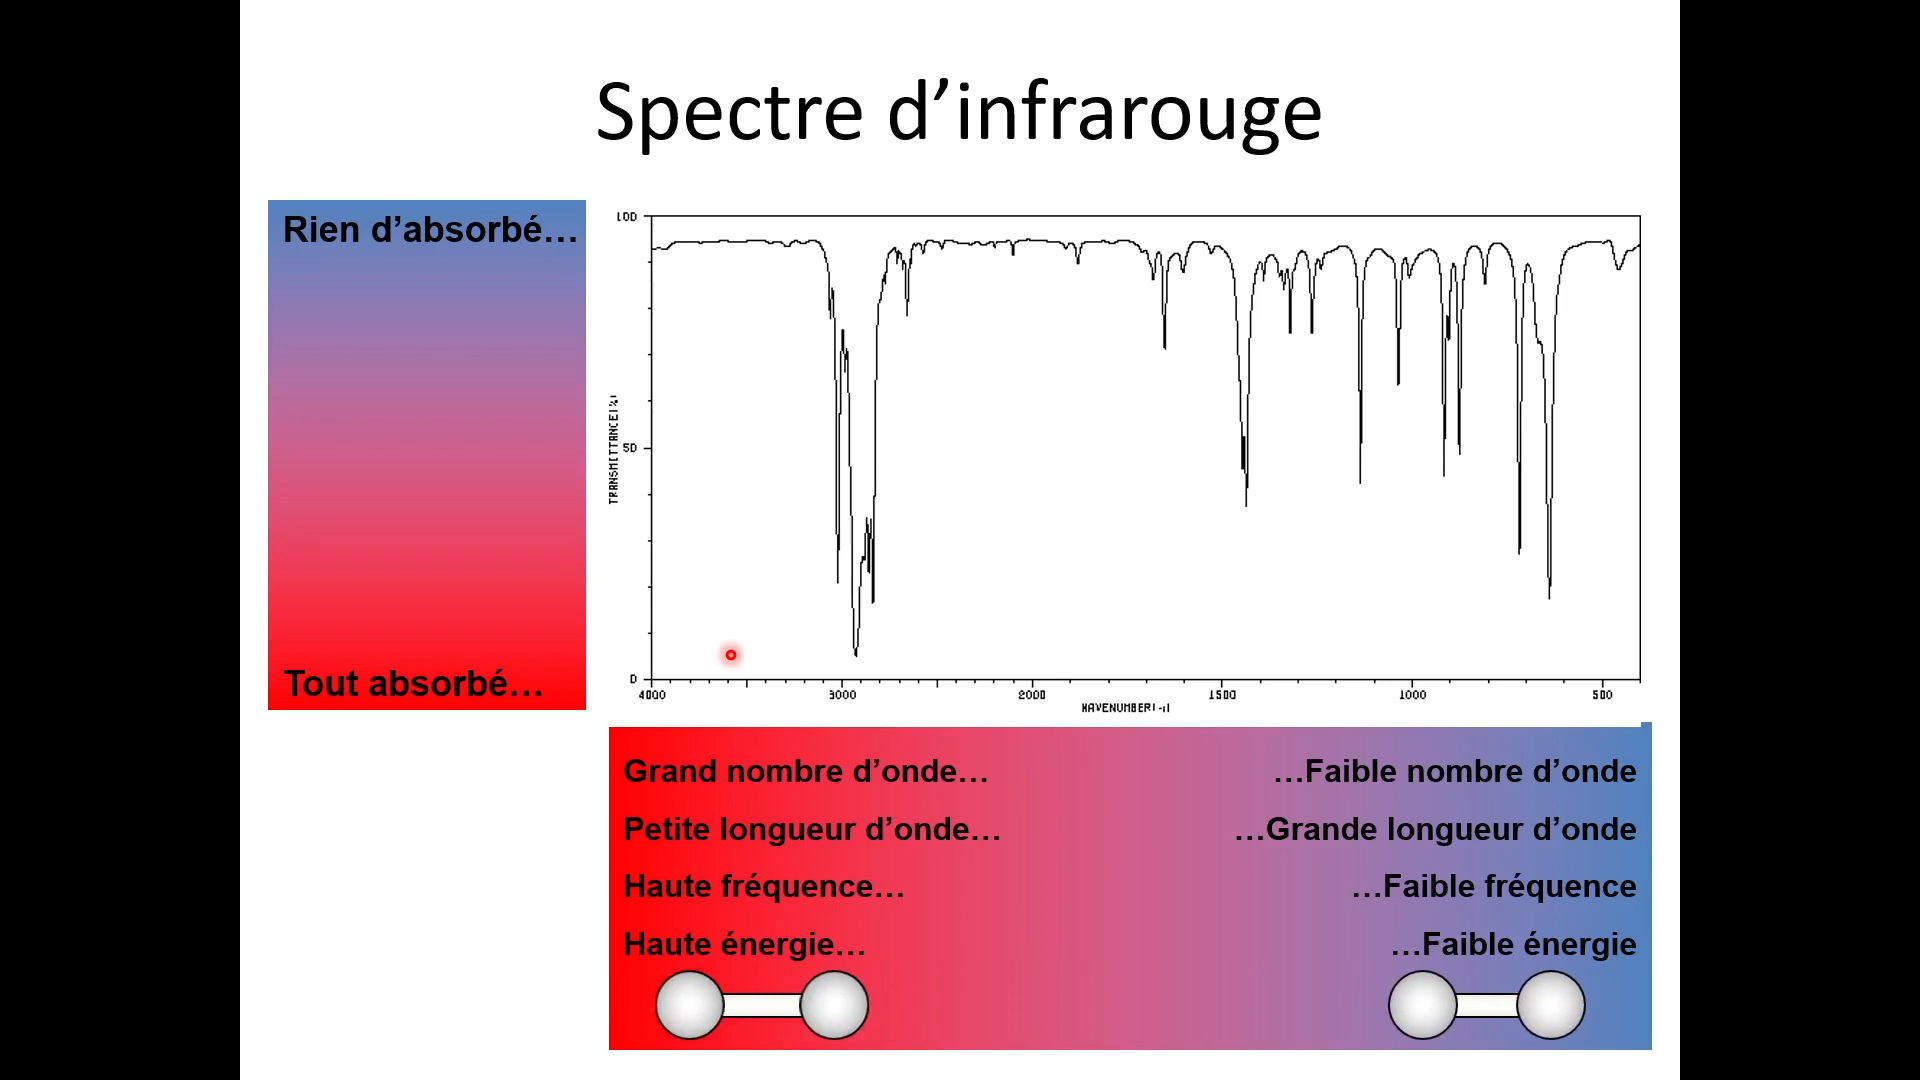 Spectre d’infrarouge
Rien d’absorbé…
Tout absorbé…
100
50
0
TRANSMITTANCE(%)
4000 3000 2000 1500 1000 500
Grand nombre d’onde… …Faible nombre d’onde
Petite longueur d’onde… …Grande longueur d’onde
Haute fréquence… …Faible fréquence
Haute énergie… …Faible énergie